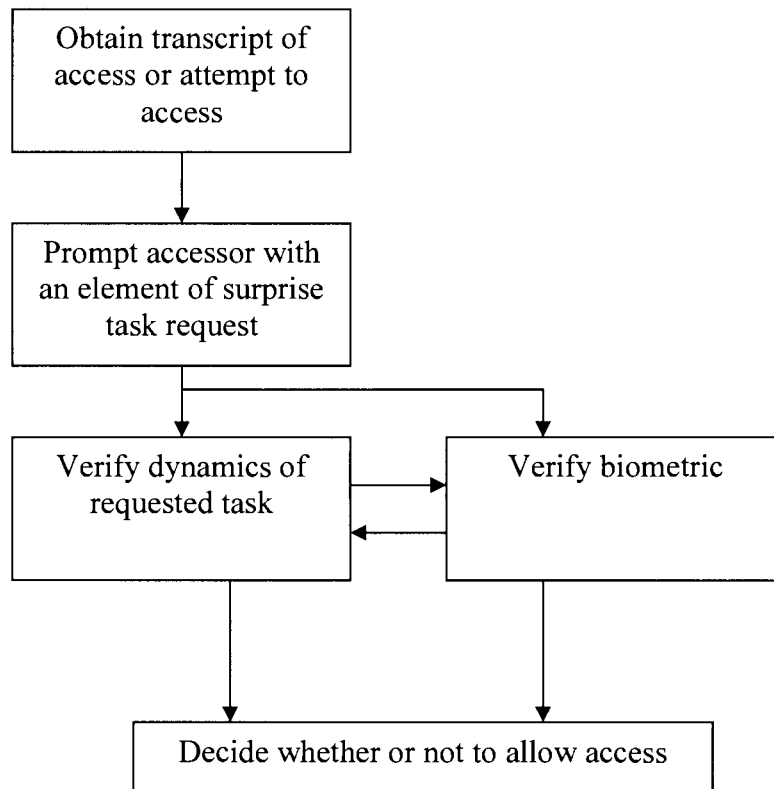 Obtain transcript of
access or attempt to
access
Prompt accessor with
an element of surprise
task request
Verify dynamics of
requested task
Verify biometric
Decide whether or not to allow access